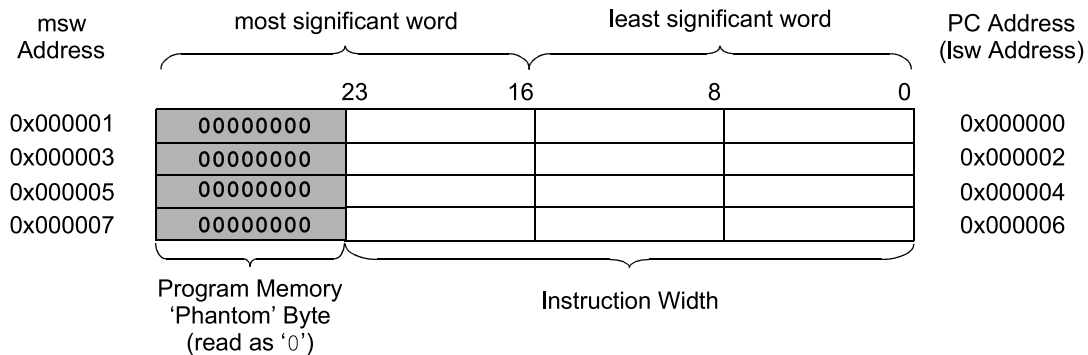 msw
Address
most significant word
least significant word
PC Address
(lsw Address)
23 16 8 0
0x000001 00000000 0x000000
0x000003 00000000 0x000002
0x000005 00000000 0x000004
0x000007 00000000 0x000006
Program Memory
‘Phantom’ Byte
(read as ‘0’)
Instruction Width